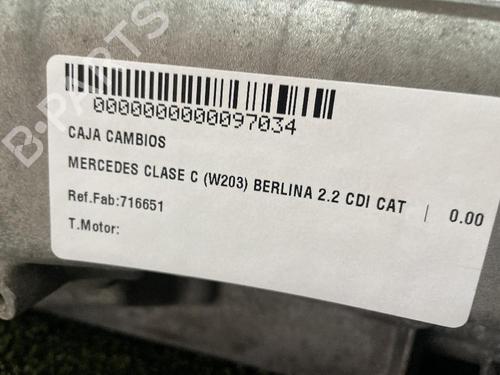 B-PARTS
0000000000097034
CAJA CAMBIOS
MERCEDES CLASE C (W203) BERLINA 2.2 CDI CAT | 0.00
Ref.Fab:716651
T.Motor: